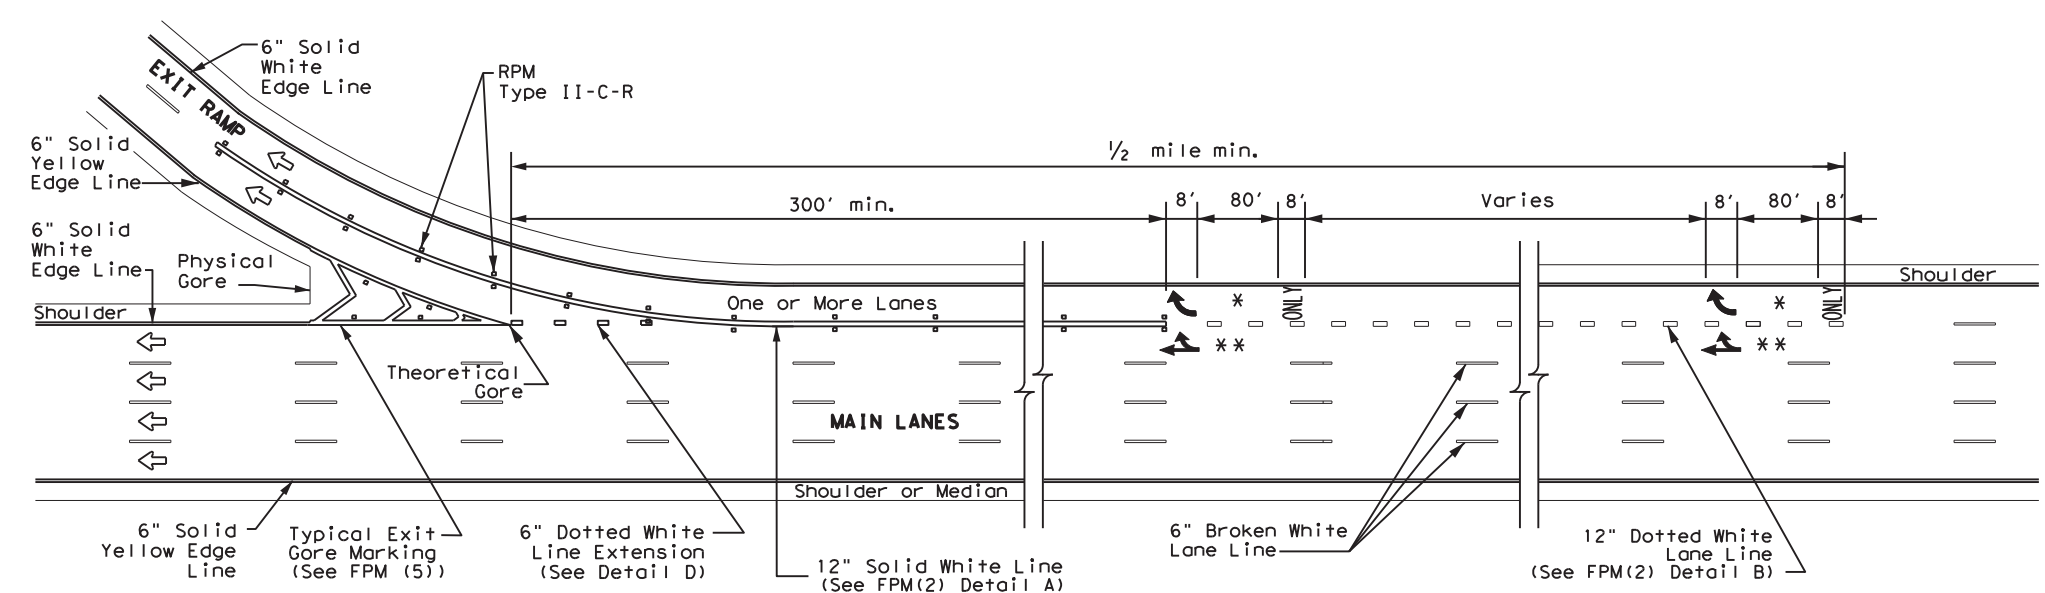 6" Solid
White
Edge Line
RPM
Type II-C-R
EXIT RAMP
6" Solid
Yellow
Edge Line
1/2 mile min.
300' min.
8'
80'
8'
Varies
8'
80'
8'
6" Solid
White
Edge Line
Physical
Gore
Shoulder
Shoulder
One or More Lanes
*
ONLY
*
ONLY
**
**
Theoretical
Gore
MAIN LANES
Shoulder or Median
6" Solid
Yellow Edge
Line
Typical Exit
Gore Marking
(See FPM (5))
6" Dotted White
Line Extension
(See Detail D)
12" Solid White Line
(See FPM(2) Detail A)
6" Broken White
Lane Line
12" Dotted White
Lane Line
(See FPM(2) Detail B)